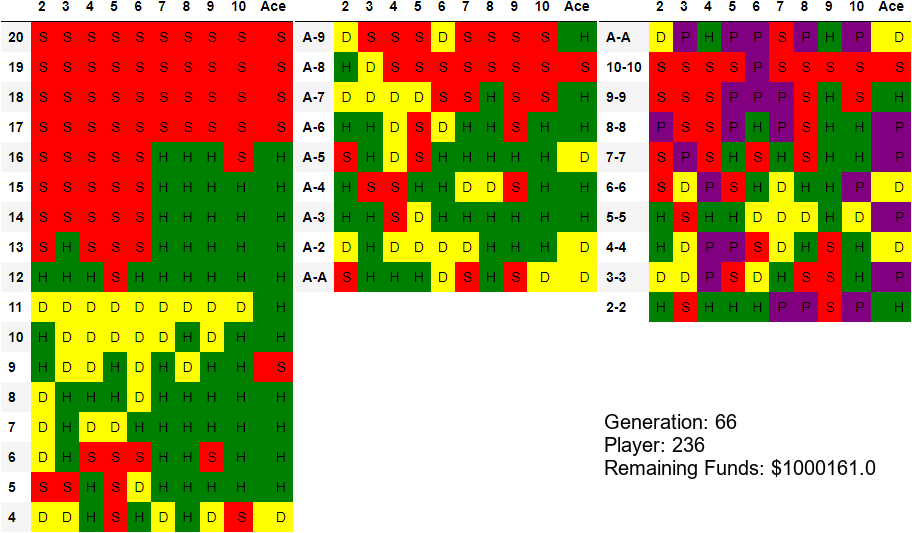 2 3 4 5 6 7 8 9 10 Ace
20 S S S S S S S S S S
19 S S S S S S S S S S
18 S S S S S S S S S S
17 S S S S S S S S S S
16 S S S S S H H H S H
15 S S S S S H H H H H
14 S S S S S H H H H H
13 S H S S S H H H H H
12 H H H S H H H H H H
11 D D D D D D D D D H
10 H D D D D D H D H H
9 H D D H D H D H H S
8 D H H H D H H H H H
7 D H D D H H H H H H
6 D H S S S H H S H H
5 S S H S D H H H H H
4 D D H S H D H D S D
2 3 4 5 6 7 8 9 10 Ace
A-9 D S S S D S S S S H
A-8 H D S S S S S S S S
A-7 D D D D S S H S S H
A-6 H H D S D H H S H H
A-5 S H D S H H H H H D
A-4 H S S H H D D S H H
A-3 H H S D H H H H H H
A-2 D H D D D D H H H D
A-A S H H H D S H S D D
2 3 4 5 6 7 8 9 10 Ace
A-A D P H P P S P H P D
10-10 S S S S P S S S S S
9-9 S S S P P P S H S H
8-8 P S S P H P S H H P
7-7 S P S H S H S H H P
6-6 S D P S H D H H P D
5-5 H S H H D D D H D P
4-4 H D P P S D H S H D
3-3 D D P S D H S S H P
2-2 H S H H H P P S P H
Generation: 66
Player: 236
Remaining Funds: $1000161.0